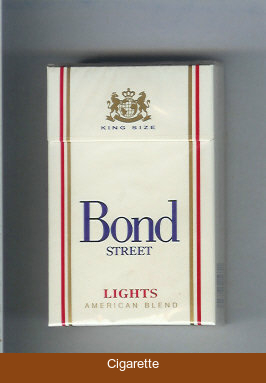 KING SIZE
Bond
STREET
LIGHTS
AMERICAN BLEND
Cigarette